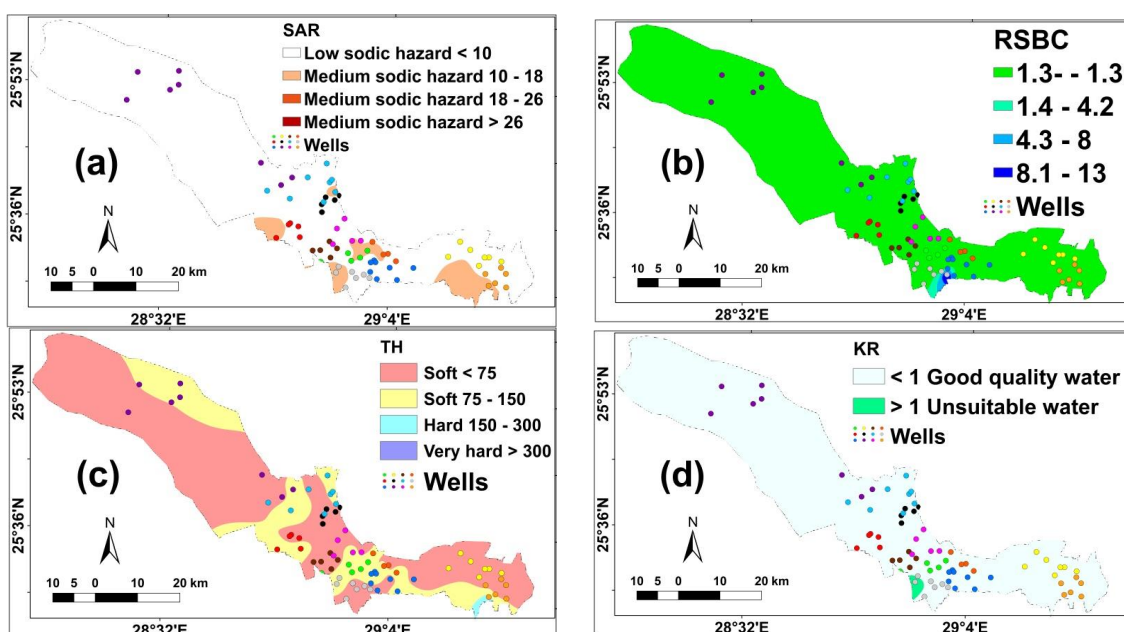 SAR
Low sodic hazard < 10
Medium sodic hazard 10 - 18
Medium sodic hazard 18 - 26
Medium sodic hazard > 26
Wells
(a)
25°53'N
25°36'N
N
10 5 0 10 20 km
28°32'E 29°4'E
RSBC
1.3- - 1.3
1.4 - 4.2
4.3 - 8
8.1 - 13
Wells
(b)
25°53'N
25°36'N
N
10 5 0 10 20 km
28°32'E 29°4'E
TH
Soft < 75
Soft 75 - 150
Hard 150 - 300
Very hard > 300
Wells
(c)
25°53'N
25°36'N
N
10 5 0 10 20 km
28°32'E 29°4'E
KR
< 1 Good quality water
> 1 Unsuitable water
Wells
(d)
25°53'N
25°36'N
N
10 5 0 10 20 km
28°32'E 29°4'E